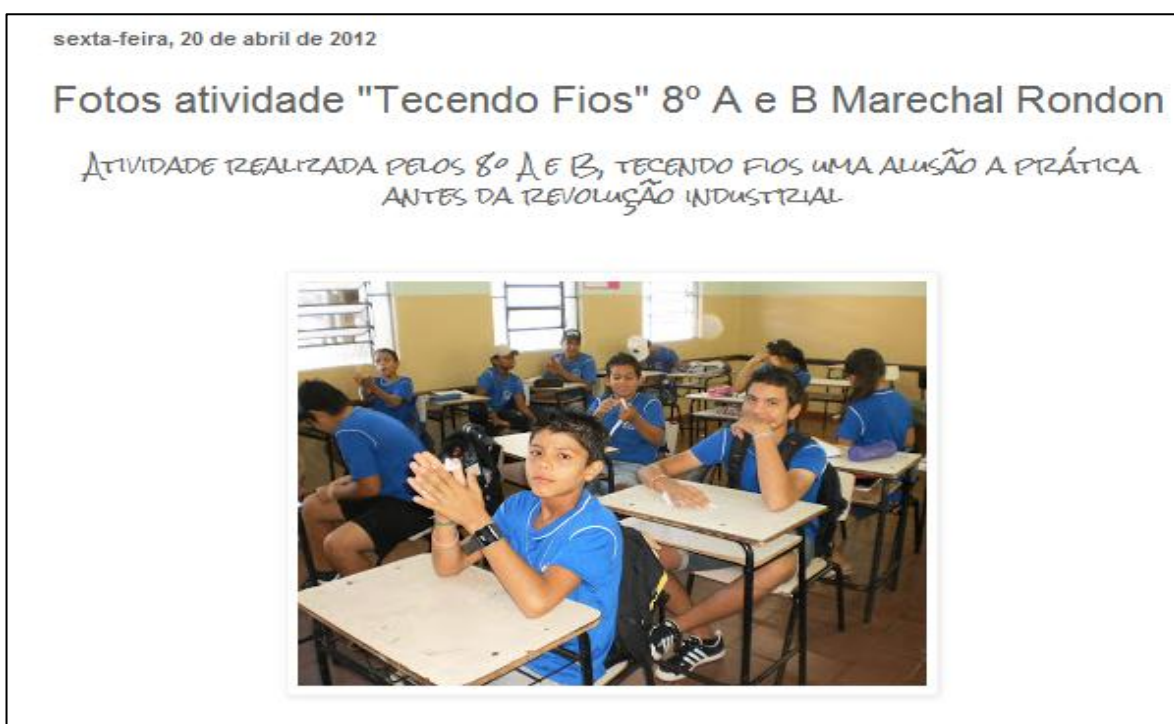 sexta-feira, 20 de abril de 2012
Fotos atividade "Tecendo Fios" 8º A e B Marechal Rondon
ATIVIDADE REALIZADA PELOS 8º A E B, TECENDO FIOS UMA ALUSÃO A PRÁTICA
ANTES DA REVOLUÇÃO INDUSTRIAL